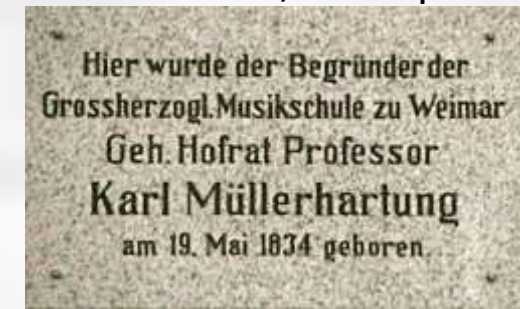 Hier wurde der Begründer der
Grossherzogl. Musikschule zu Weimar
Geh. Hofrat Professor
Karl Müllerhartung
am 19. Mai 1834 geboren.